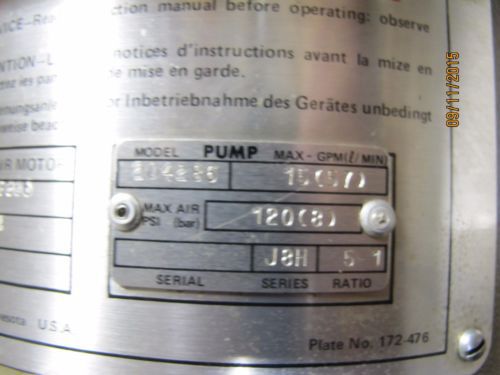 ction manual before operating: observe
notices d'instructions avant la mize en
e mise en garde.
or Inbetriebnahme des Gerätes unbedingt
09/11/2015
MODEL PUMP MAX - GPM(ℓ/MIN)
15(57)
MAX AIR
PSI (bar)
120(8)
J8H 5 1
SERIAL SERIES RATIO
esota U.S.A
Plate No. 172-476